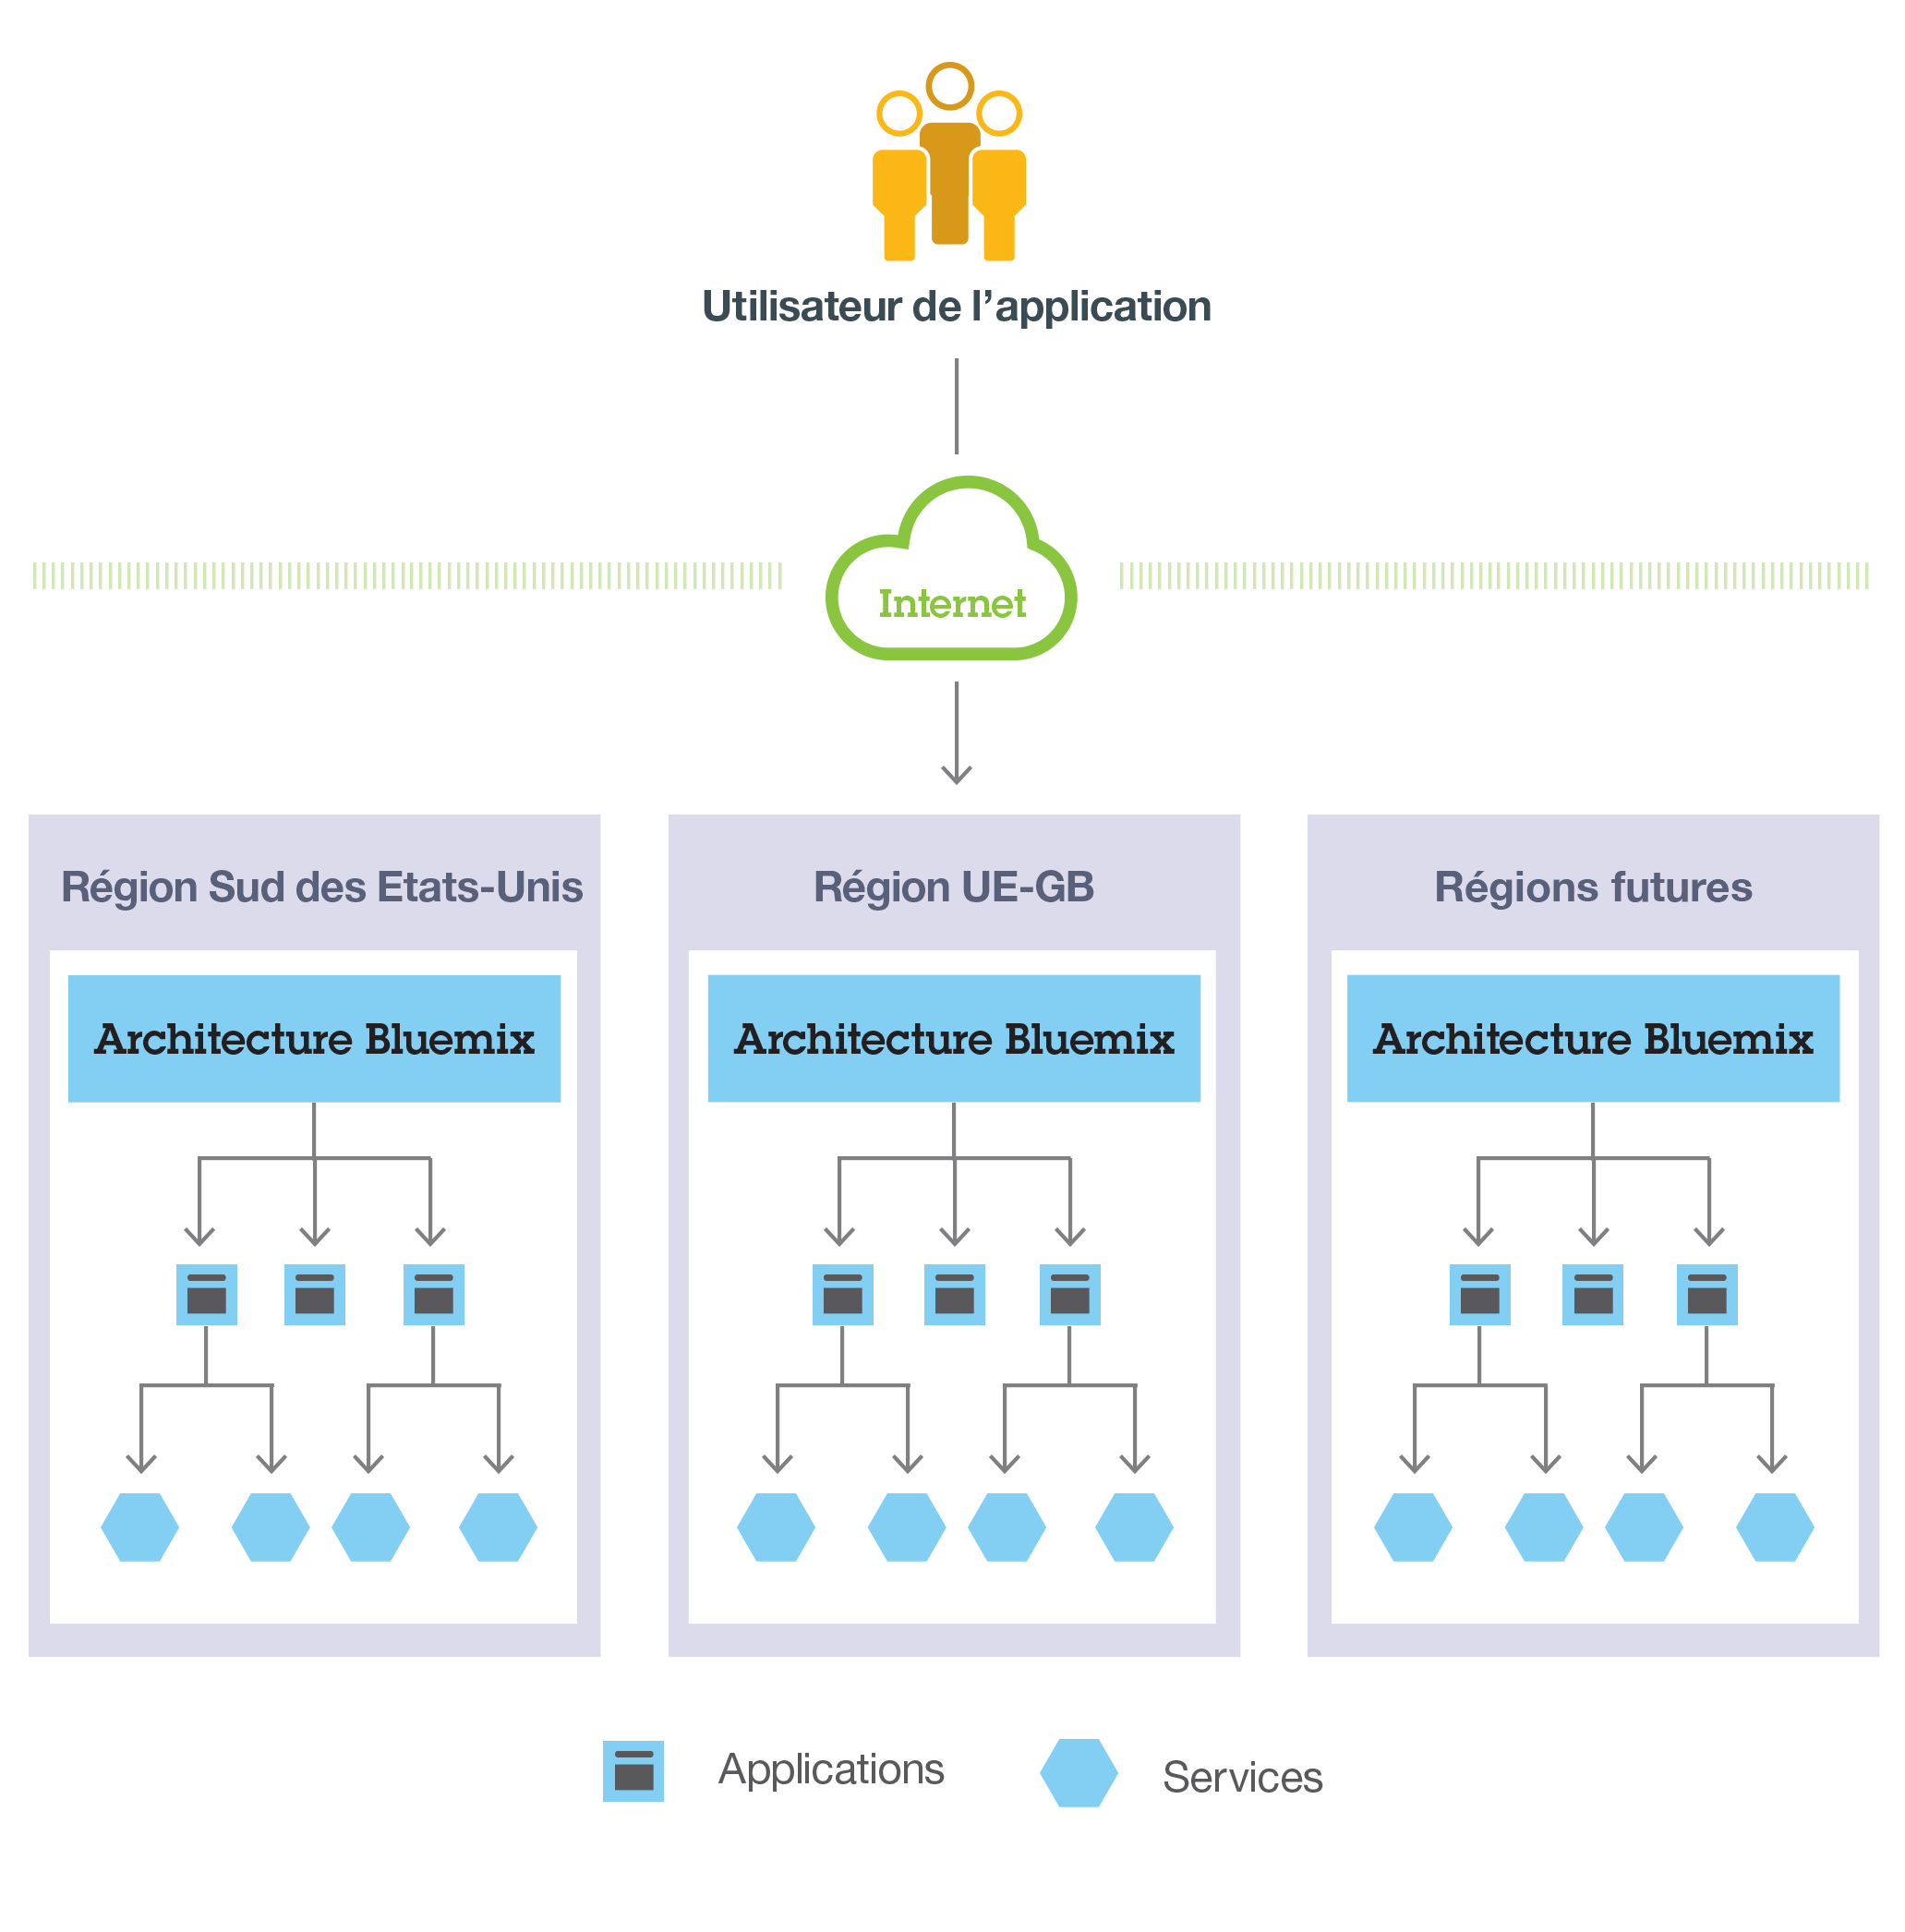 Utilisateur de l’application
Internet
Région Sud des Etats-Unis
Région UE-GB
Régions futures
Architecture Bluemix
Architecture Bluemix
Architecture Bluemix
Applications
Services